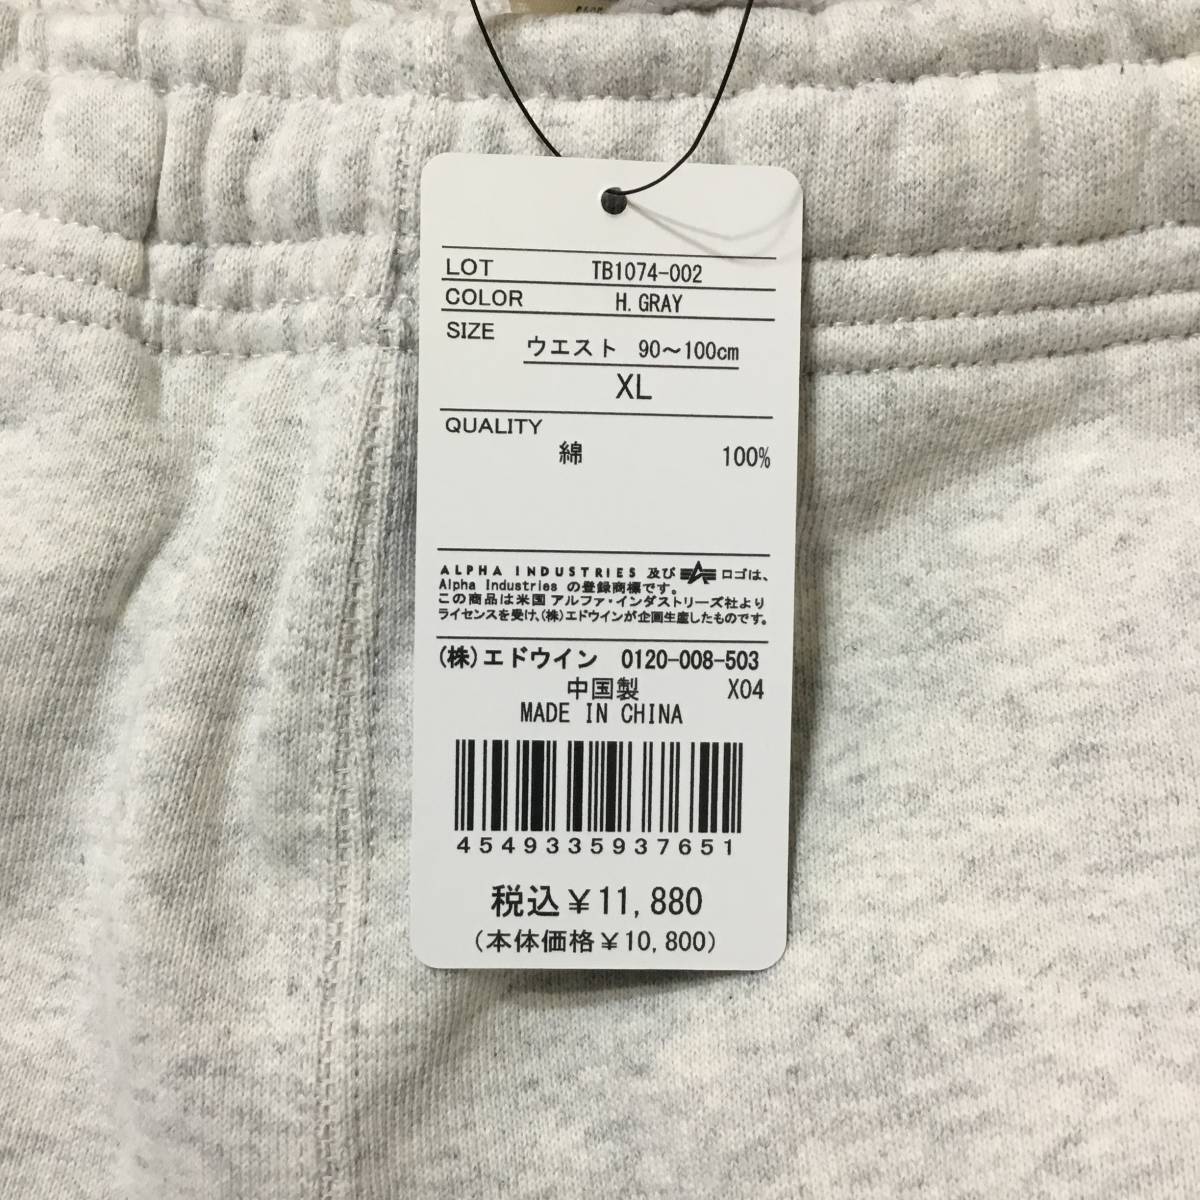 LOT TB1074-002
COLOR H. GRAY
SIZE
ウエスト 90～100cm
XL
QUALITY
綿 100%
ALPHA INDUSTRIES 及び ロゴは、
Alpha Industries の登録商標です。
この商品は米国 アルファ・インダストリーズ社より
ライセンスを受け、(株)エドウインが企画生産したものです。
(株)エドウイン 0120-008-503
中国製 X04
MADE IN CHINA
4549335937651
税込￥11,880
(本体価格￥10,800)